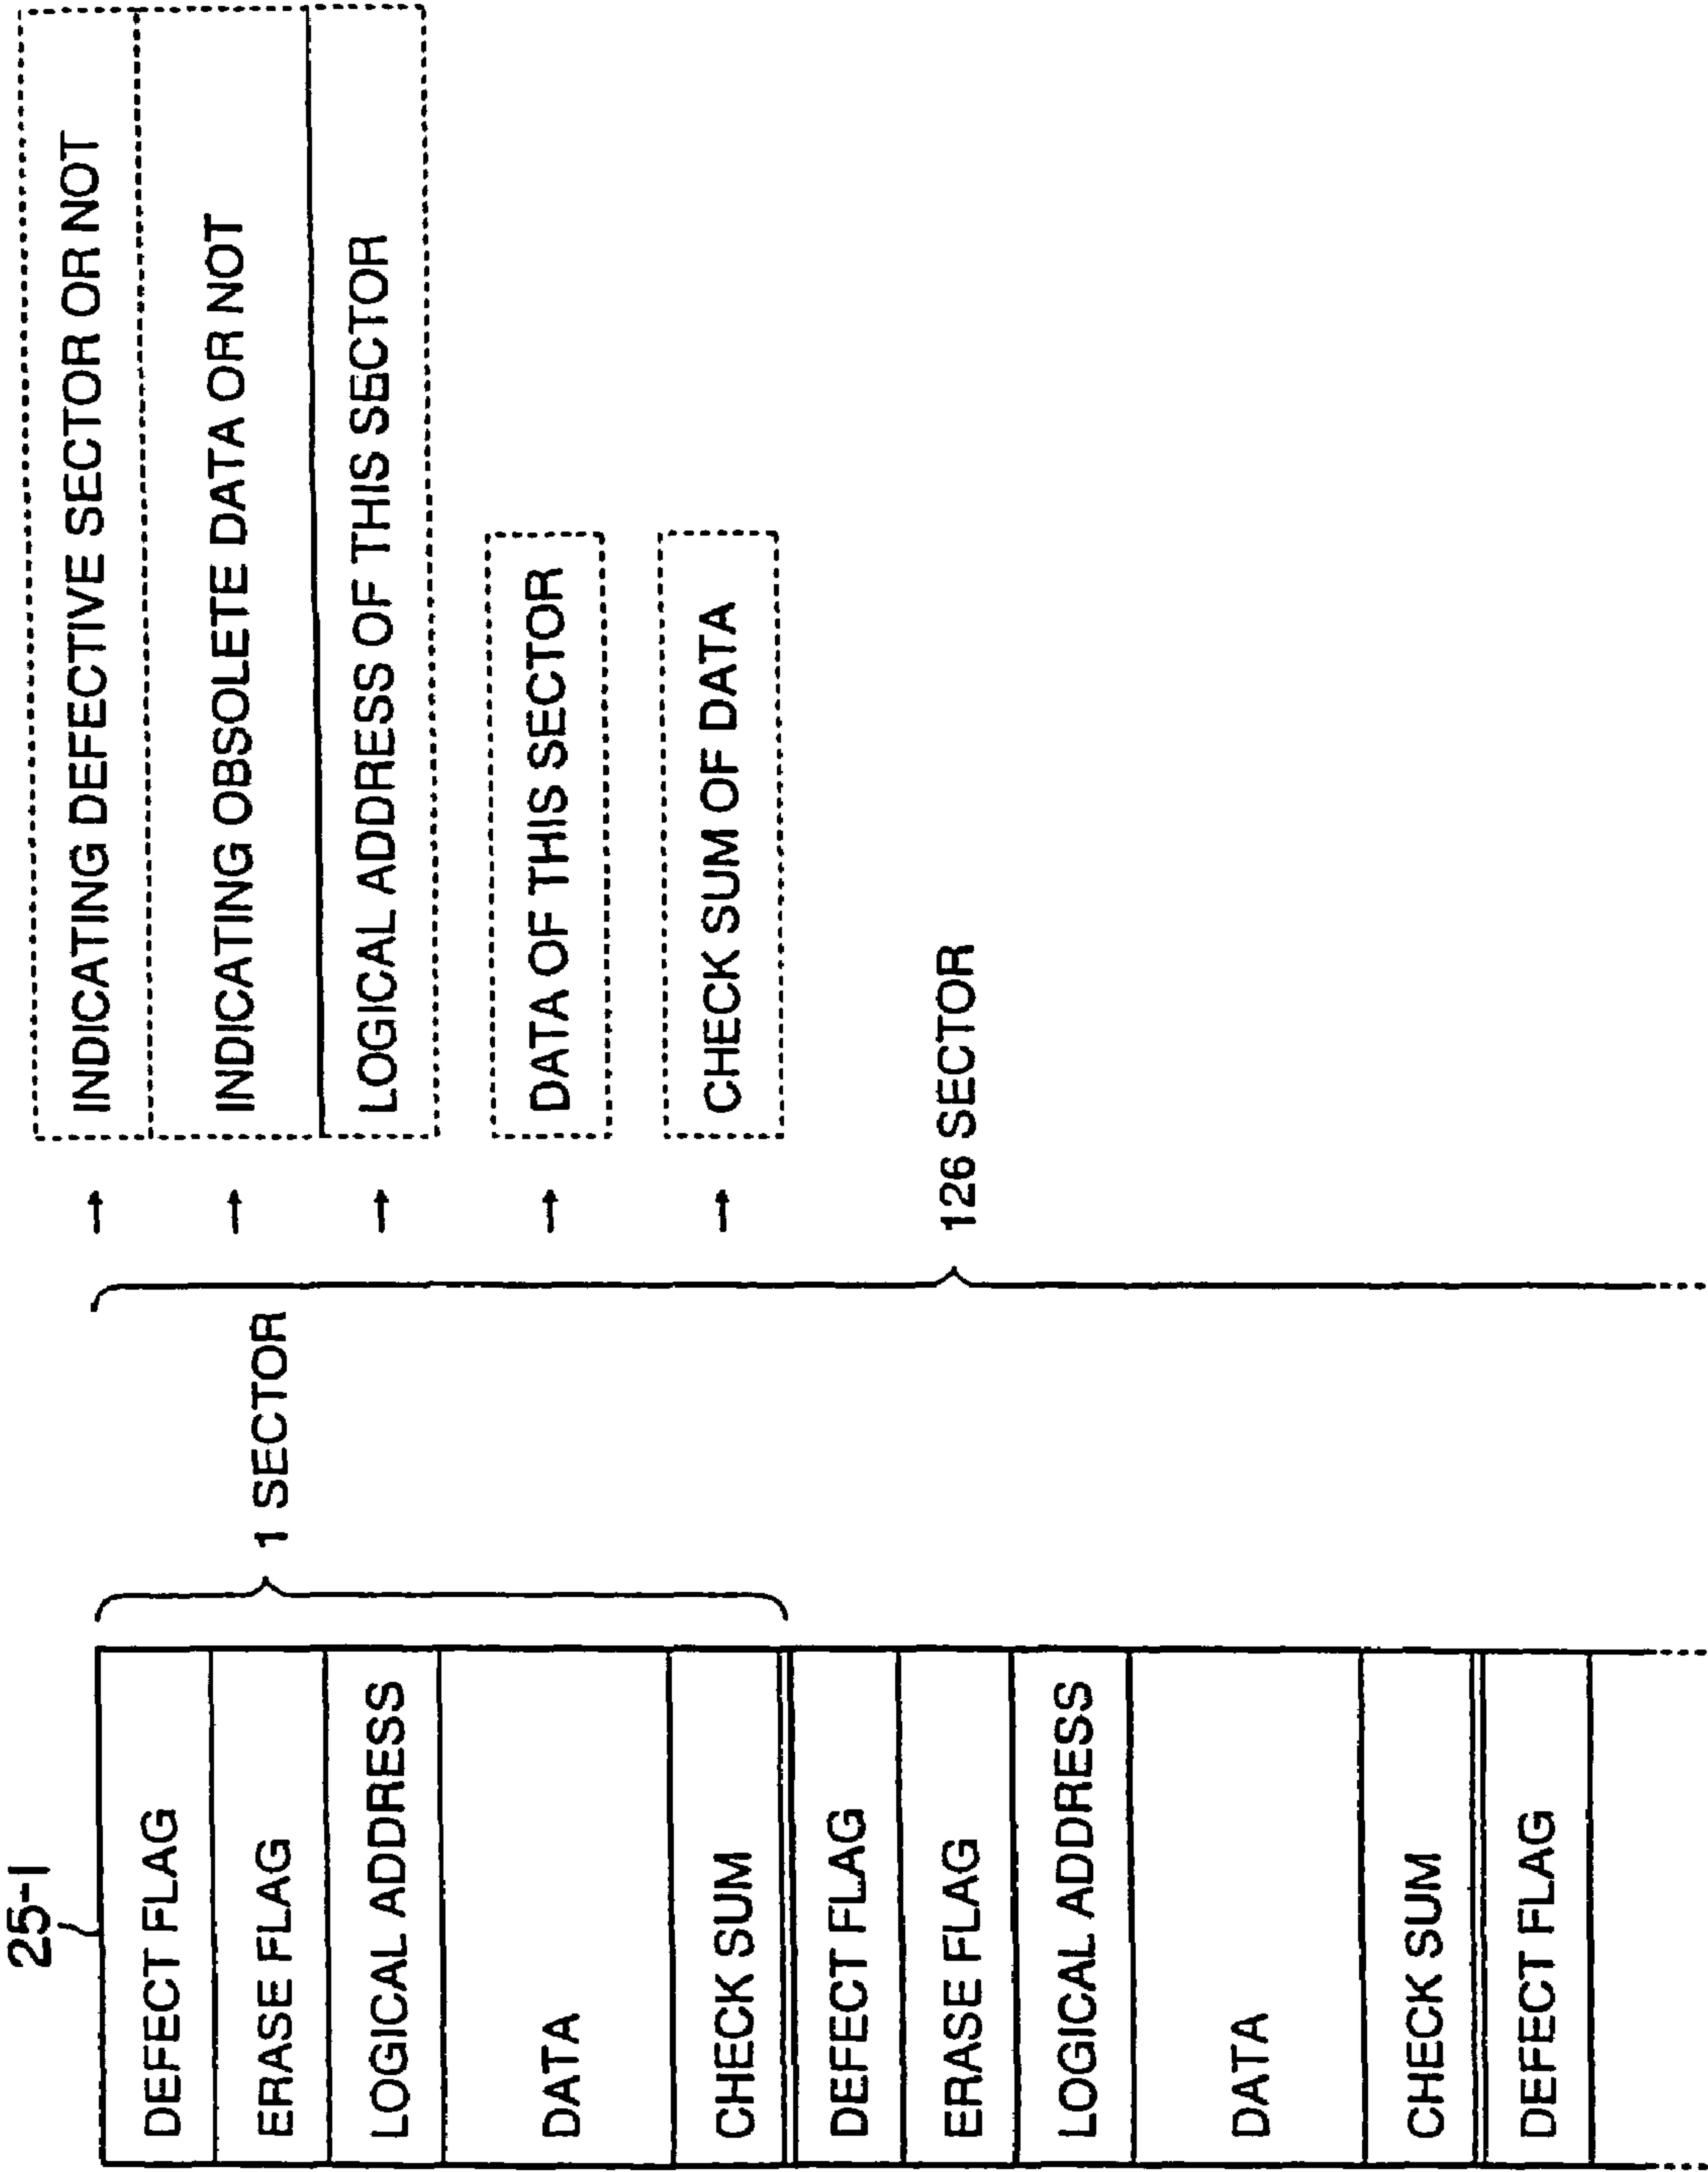 25-1
DEFECT FLAG
ERASE FLAG
LOGICAL ADDRESS
DATA
CHECK SUM
DEFECT FLAG
ERASE FLAG
LOGICAL ADDRESS
DATA
CHECK SUM
DEFECT FLAG
1 SECTOR
126 SECTOR
→ INDICATING DEFECTIVE SECTOR OR NOT
→ INDICATING OBSOLETE DATA OR NOT
→ LOGICAL ADDRESS OF THIS SECTOR
→ DATA OF THIS SECTOR
→ CHECK SUM OF DATA